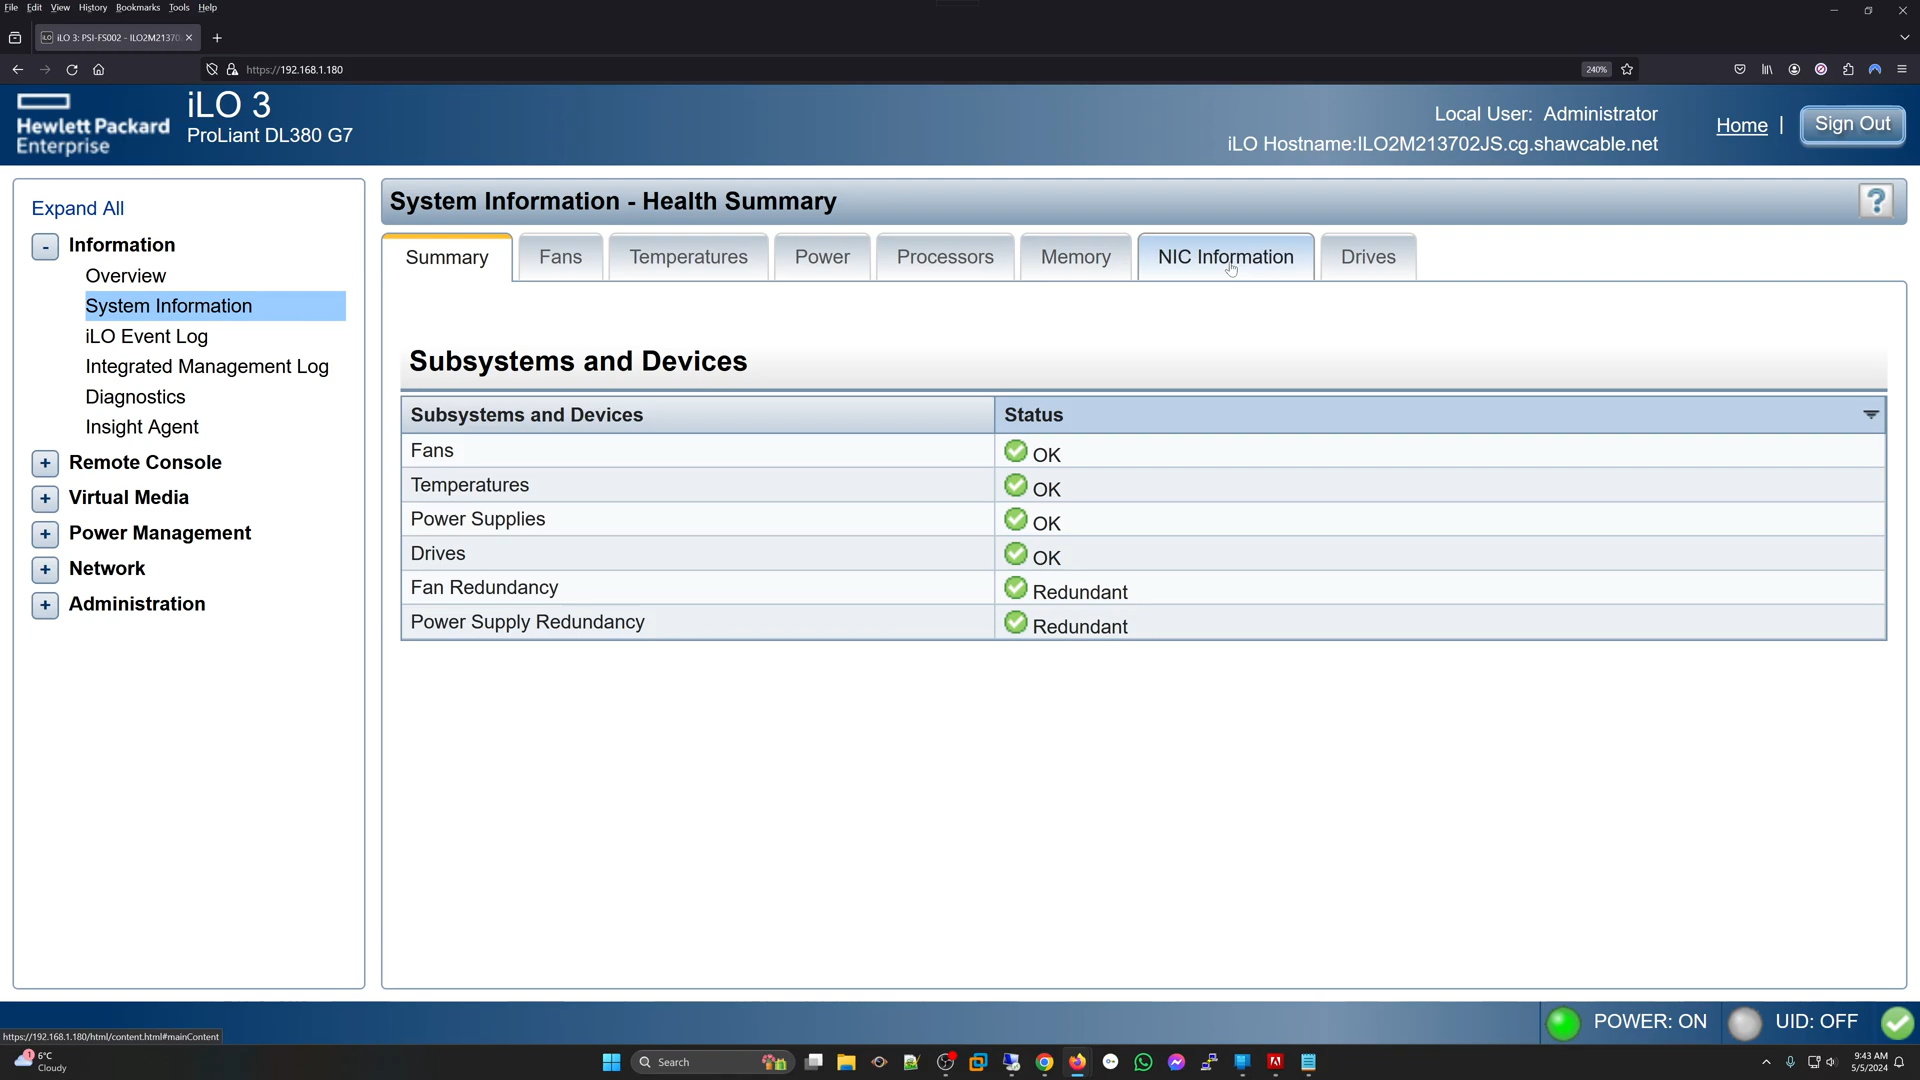 File Edit View History Bookmarks Tools Help
iLO 3: PSI-FS002 - ILO2M21370
https://192.168.1.180
240%
Hewlett Packard
Enterprise
iLO 3
ProLiant DL380 G7
Local User: Administrator
iLO Hostname:ILO2M213702JS.cg.shawcable.net
Home |
Sign Out
Expand All
- Information
Overview
System Information
iLO Event Log
Integrated Management Log
Diagnostics
Insight Agent
+ Remote Console
+ Virtual Media
+ Power Management
+ Network
+ Administration
System Information - Health Summary
?
Summary Fans Temperatures Power Processors Memory NIC Information Drives
Subsystems and Devices
Subsystems and Devices Status
Fans OK
Temperatures OK
Power Supplies OK
Drives OK
Fan Redundancy Redundant
Power Supply Redundancy Redundant
POWER: ON UID: OFF
https://192.168.1.180/html/content.html#mainContent
1
6°C
Cloudy
Search
9:43 AM
5/5/2024